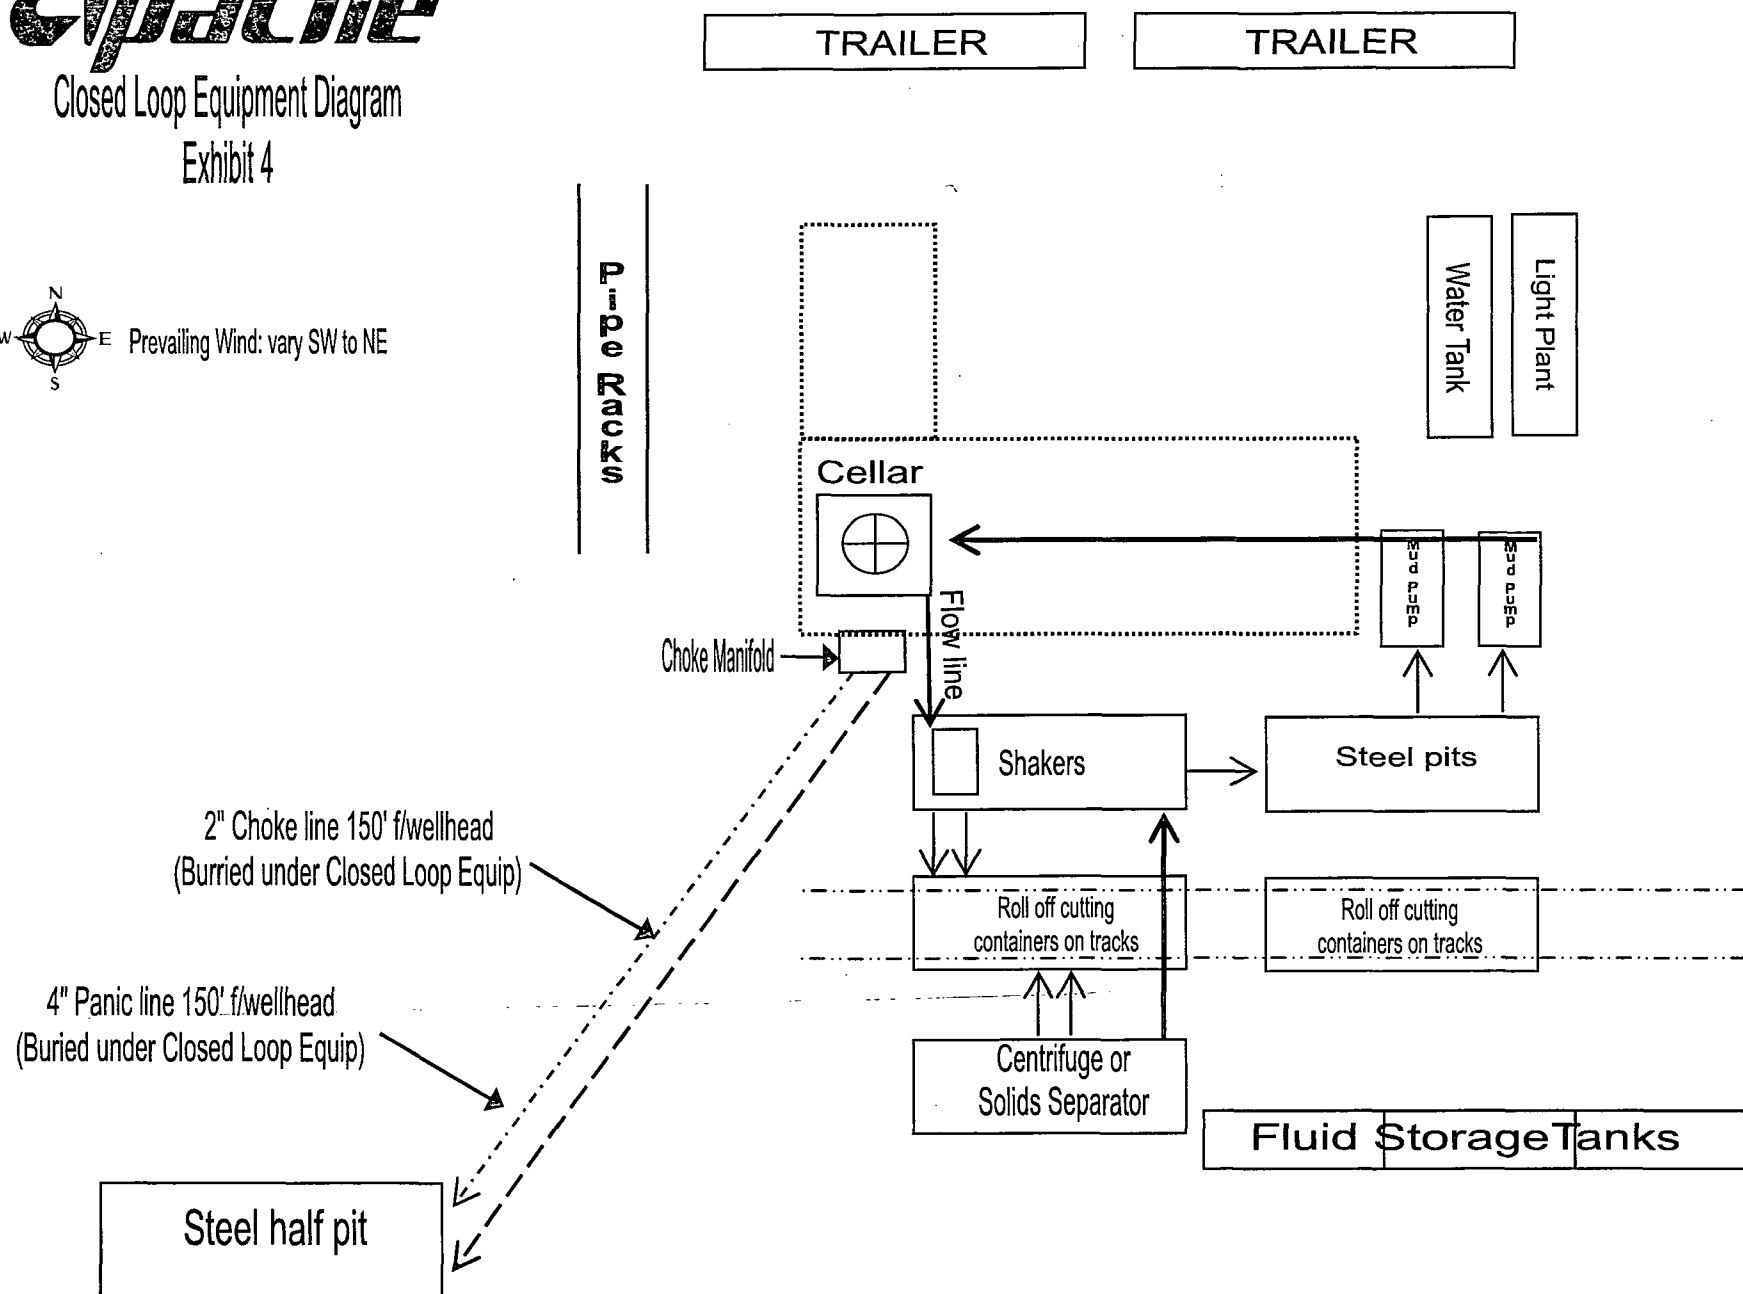 Apache
Closed Loop Equipment Diagram
Exhibit 4
TRAILER
TRAILER
N
W
E
S
Prevailing Wind: vary SW to NE
Pipe Racks
Water Tank
Light Plant
Cellar
Mud Pump
Mud Pump
Flow line
Choke Manifold
Shakers
Steel pits
2" Choke line 150' f/wellhead
(Burried under Closed Loop Equip)
Roll off cutting
containers on tracks
Roll off cutting
containers on tracks
4" Panic line 150' f/wellhead
(Buried under Closed Loop Equip)
Centrifuge or
Solids Separator
Fluid StorageTanks
Steel half pit